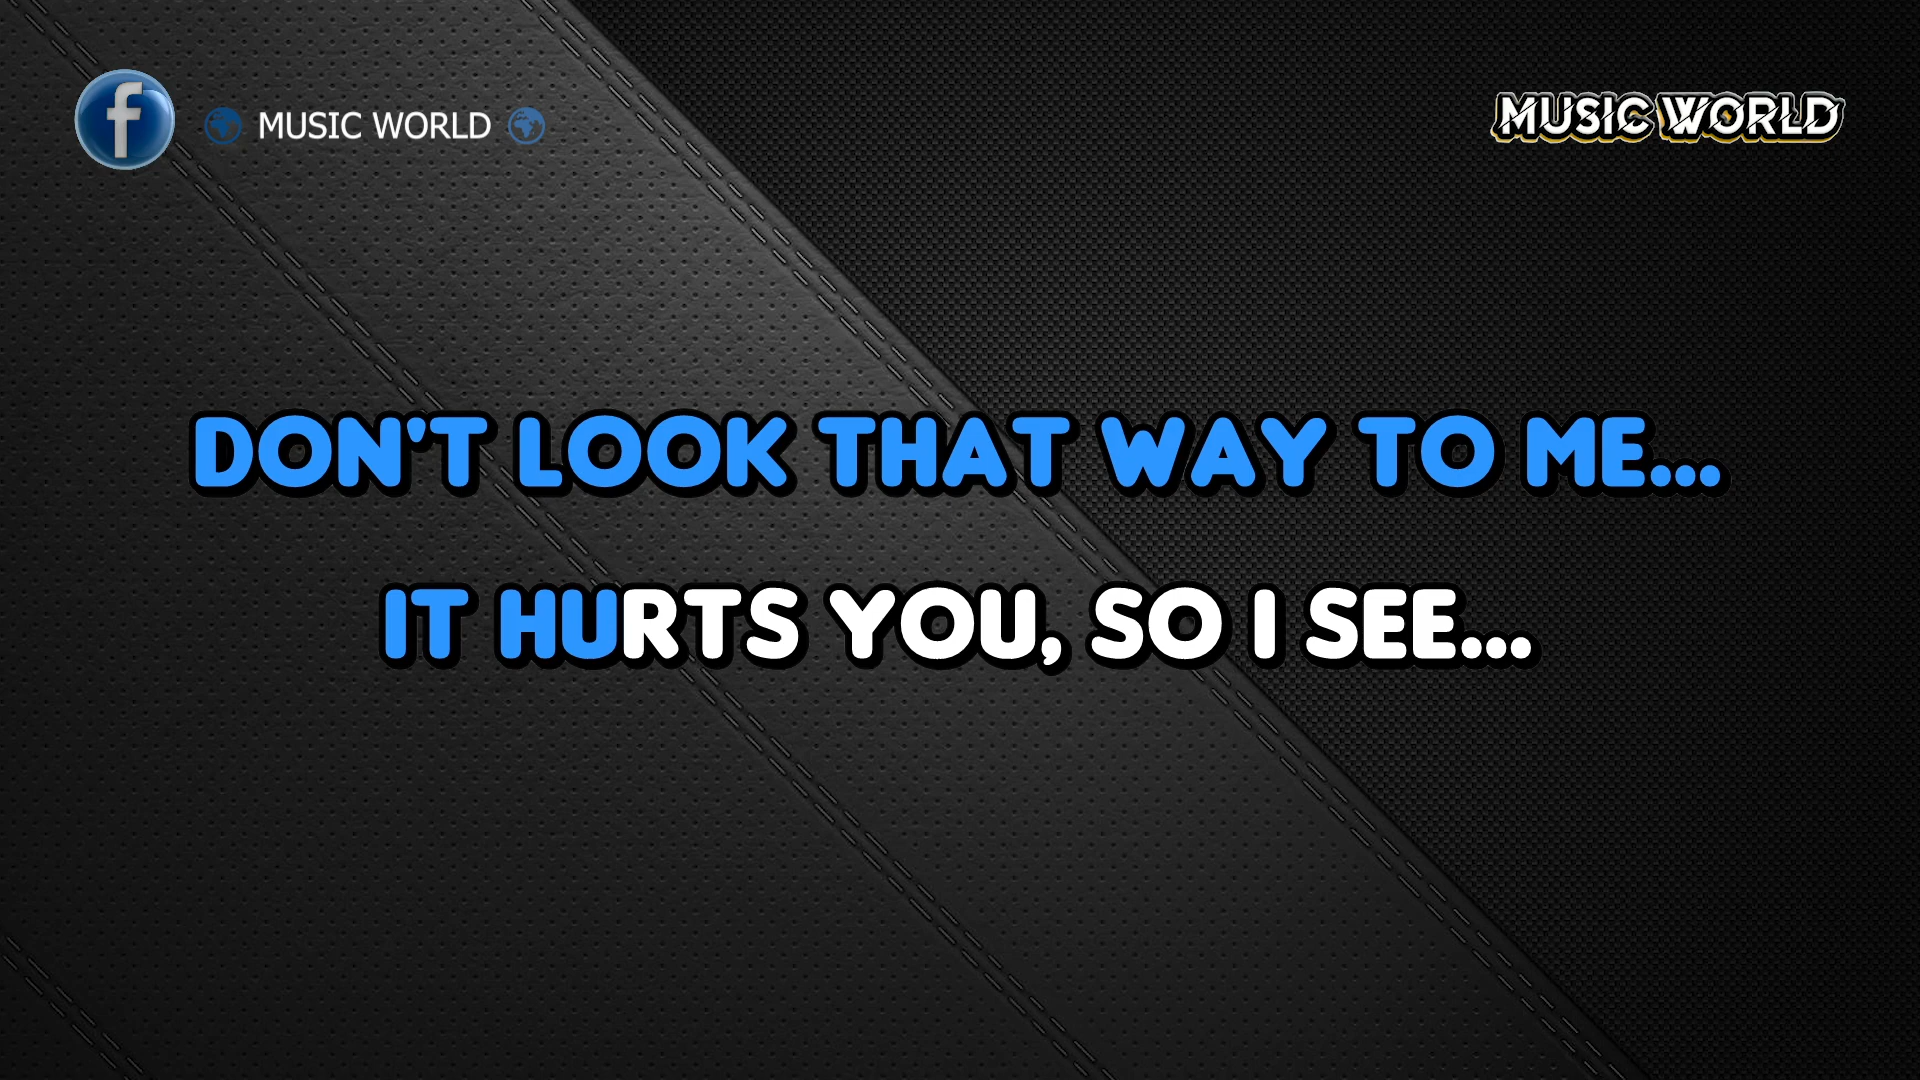 f MUSIC WORLD
MUSIC WORLD
DON'T LOOK THAT WAY TO ME...
IT HURTS YOU, SO I SEE...